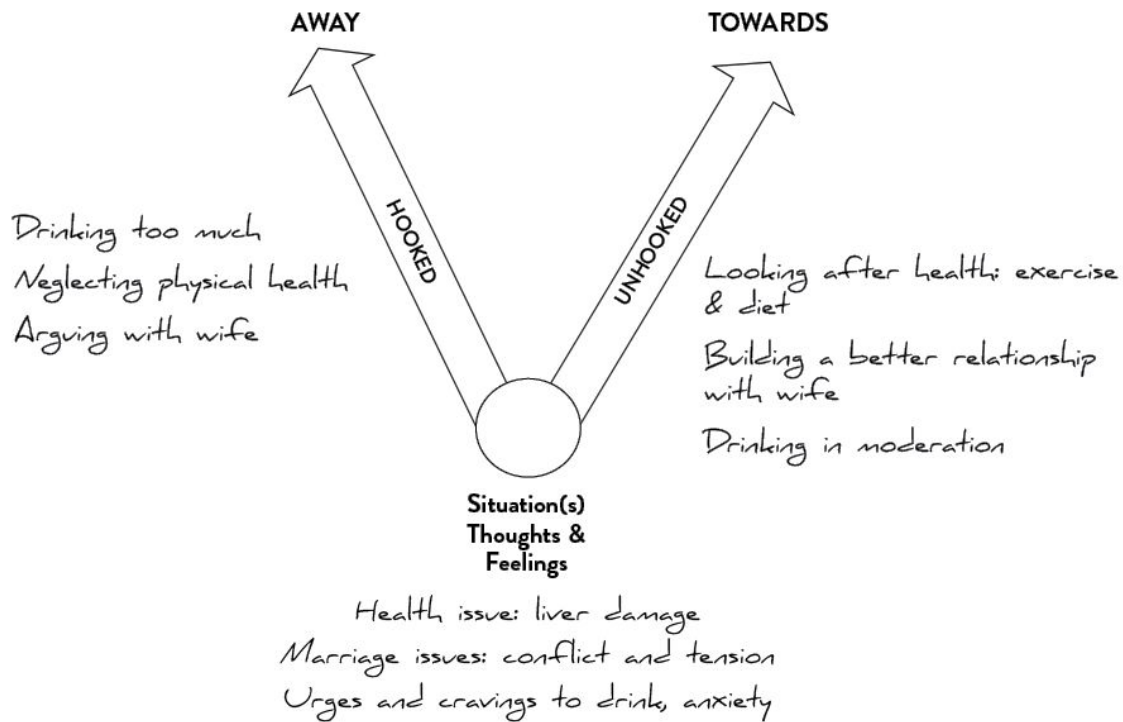 AWAY
TOWARDS
HOOKED
UNHOOKED
Drinking too much
Neglecting physical health
Arguing with wife
Looking after health: exercise
& diet
Building a better relationship
with wife
Drinking in moderation
Situation(s)
Thoughts &
Feelings
Health issue: liver damage
Marriage issues: conflict and tension
Urges and cravings to drink, anxiety